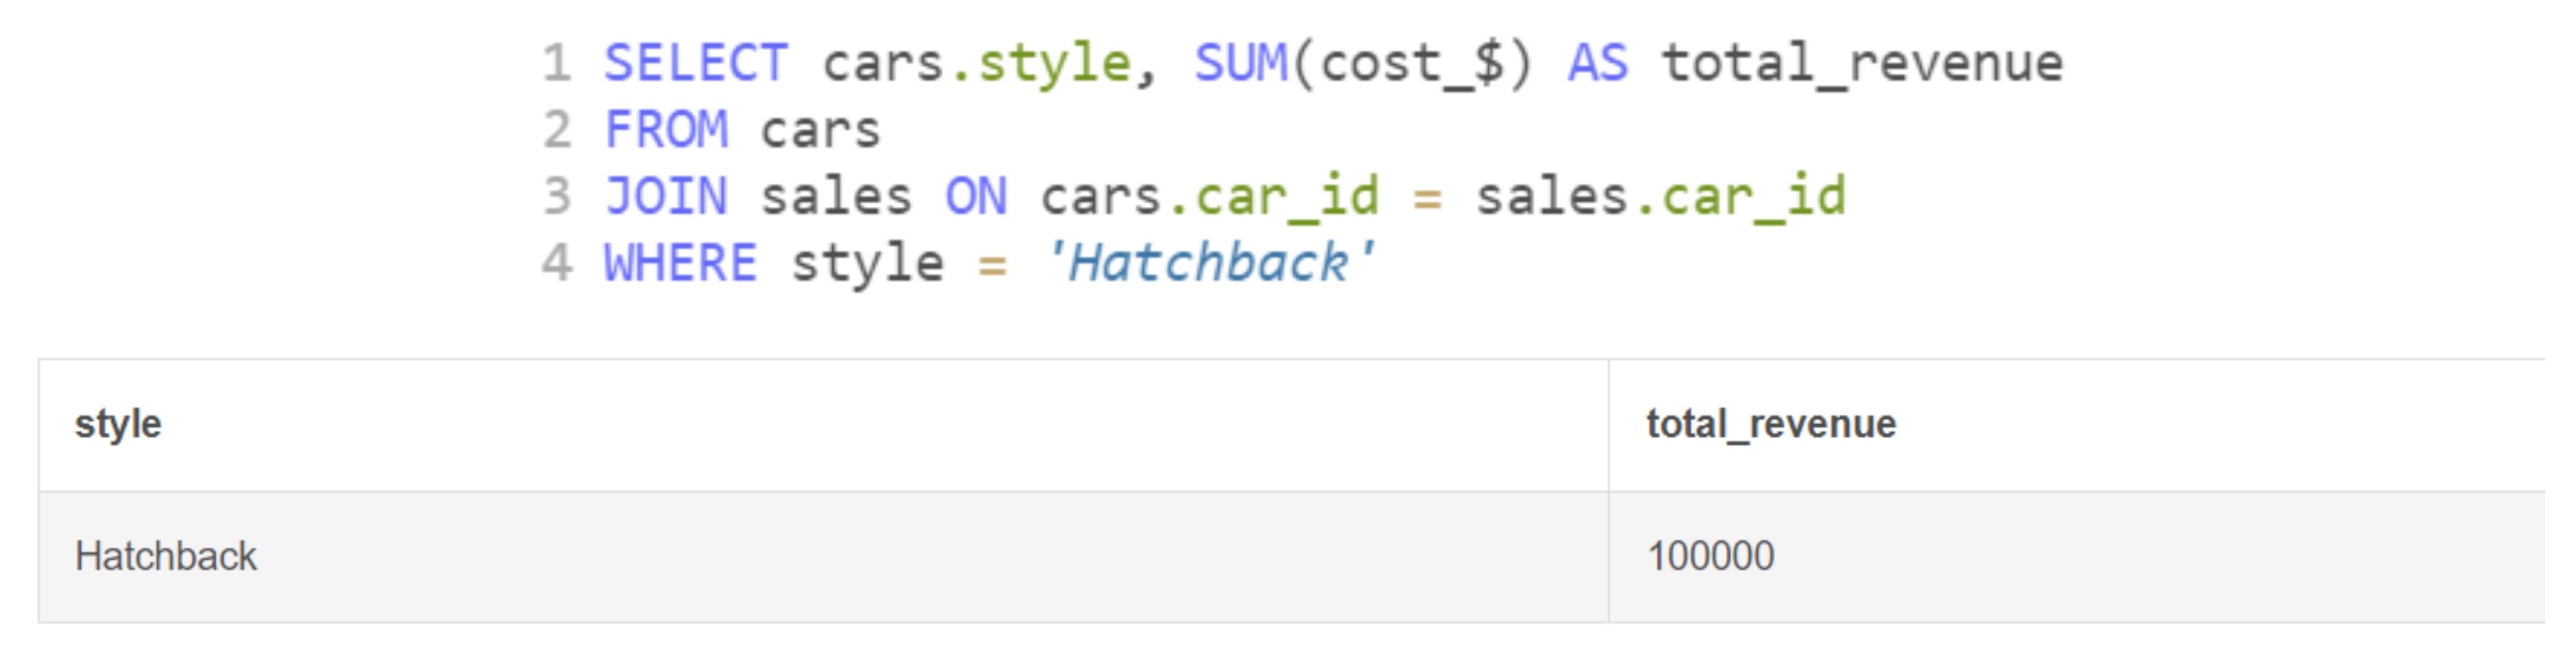 1 SELECT cars.style, SUM(cost_$) AS total_revenue
2 FROM cars
3 JOIN sales ON cars.car_id = sales.car_id
4 WHERE style = 'Hatchback'
style total_revenue
Hatchback 100000